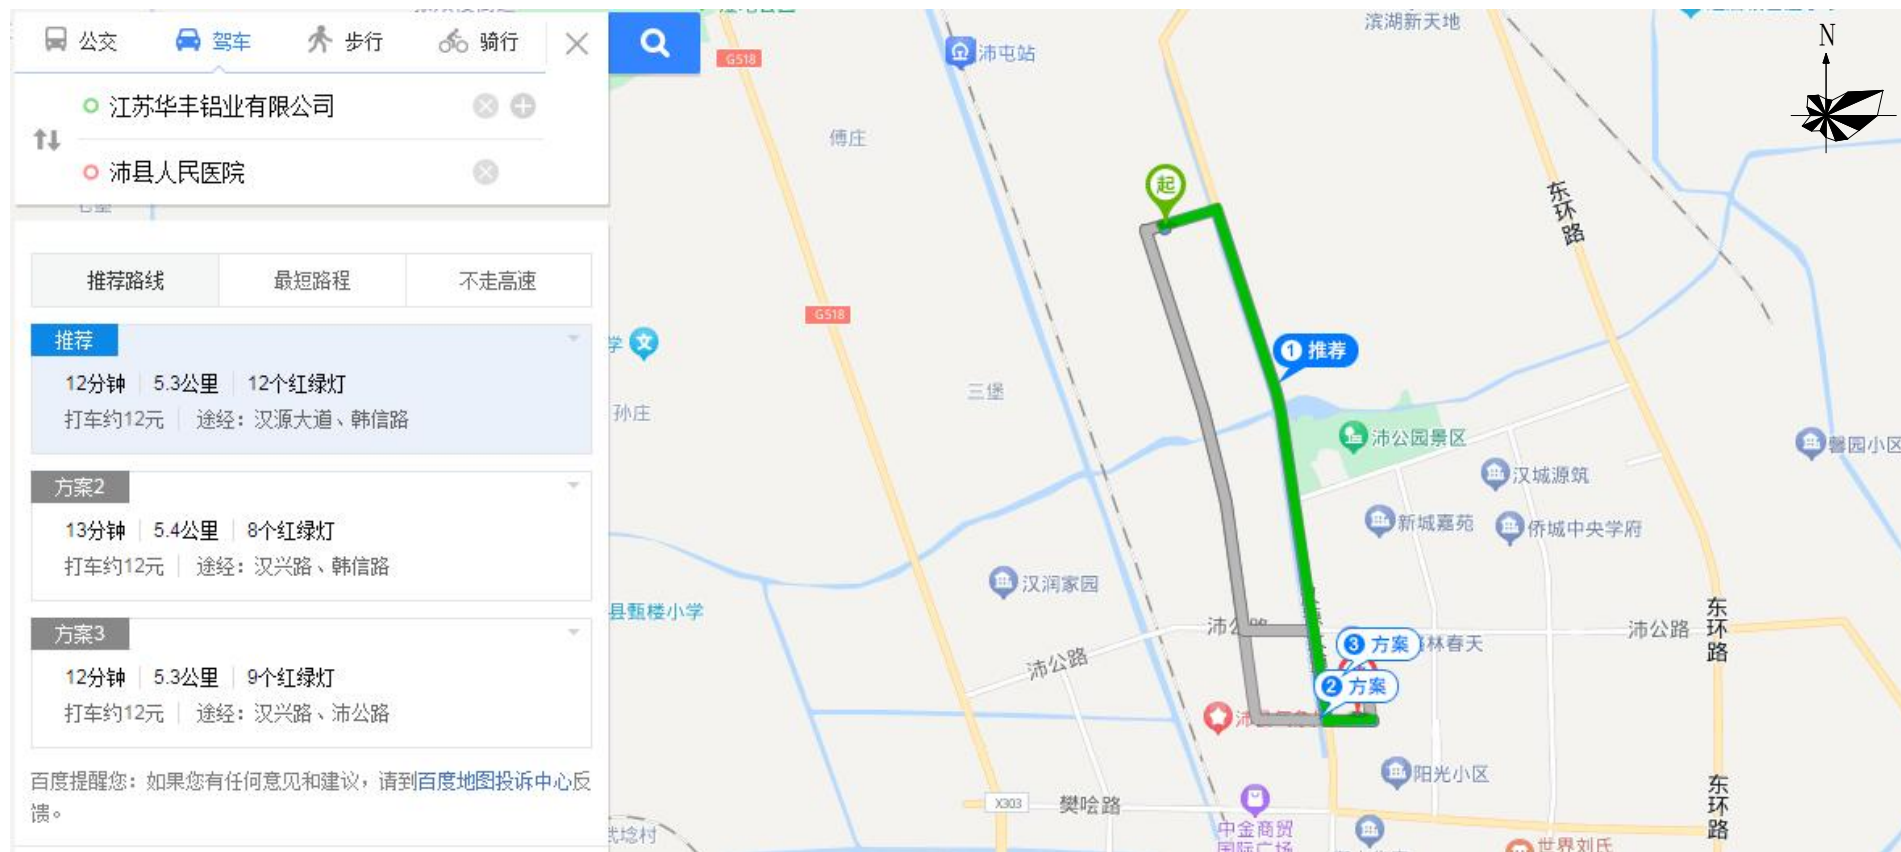 公交 驾车 步行 骑行
江苏华丰铝业有限公司
沛县人民医院
推荐路线 最短路程 不走高速
推荐
12分钟 5.3公里 12个红绿灯
打车约12元 途经：汉源大道、韩信路
方案2
13分钟 5.4公里 8个红绿灯
打车约12元 途经：汉兴路、韩信路
方案3
12分钟 5.3公里 9个红绿灯
打车约12元 途经：汉兴路、沛公路
百度提醒您：如果您有任何意见和建议，请到百度地图投诉中心反
馈。
滨湖新天地
N
G518
沛屯站
傅庄
起
东环路
G518
学 文
1 推荐
三堡
孙庄
沛公园景区
馨园小区
汉城源筑
新城嘉苑
侨城中央学府
汉润家园
县甄楼小学
沛公路
沛公路
东环路
沛公路
3 方案
林春天
2 方案
阳光小区
X303
樊哙路
东环路
中金商贸
国际广场
世界刘氏